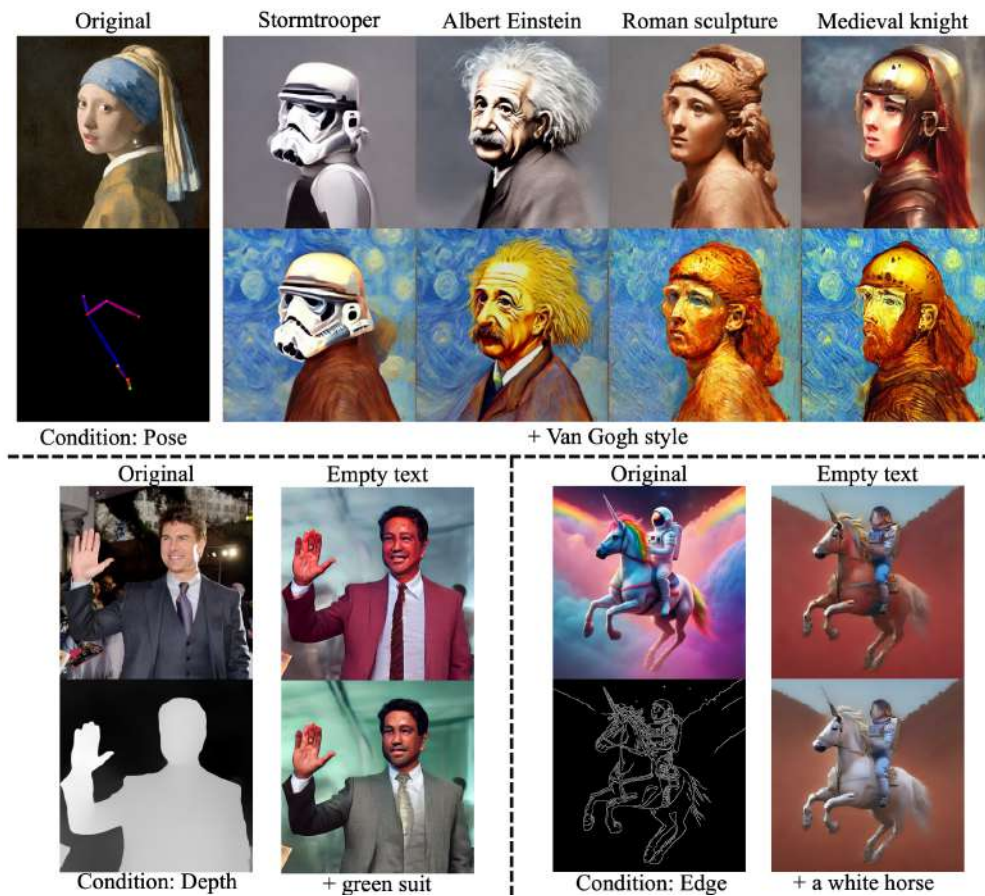 Original Stormtrooper Albert Einstein Roman sculpture Medieval knight
Condition: Pose + Van Gogh style
Original Empty text
Condition: Depth + green suit
Original Empty text
Condition: Edge + a white horse